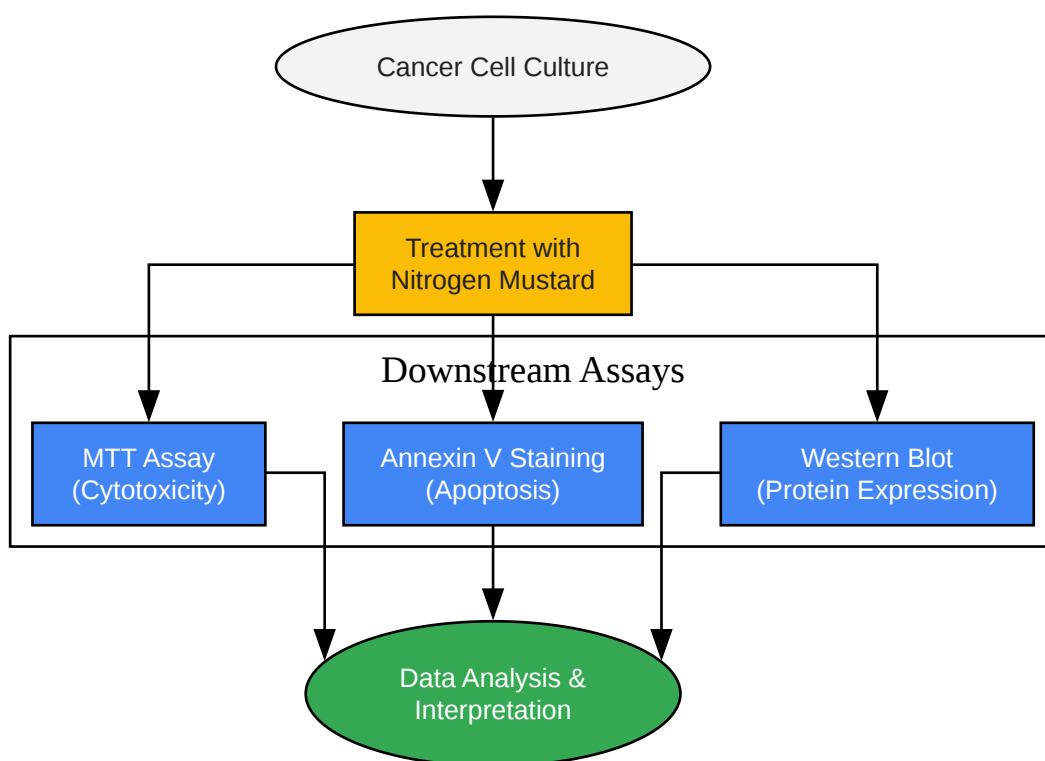 Cancer Cell Culture
Treatment with
Nitrogen Mustard
Downstream Assays
MTT Assay
(Cytotoxicity)
Annexin V Staining
(Apoptosis)
Western Blot
(Protein Expression)
Data Analysis &
Interpretation